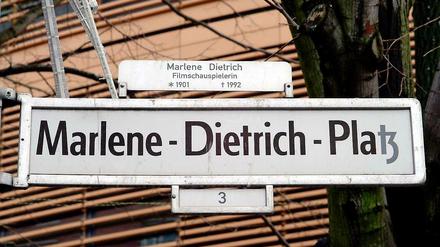 Marlene Dietrich
Filmschauspielerin
* 1901 † 1992
Marlene - Dietrich - Platz
3